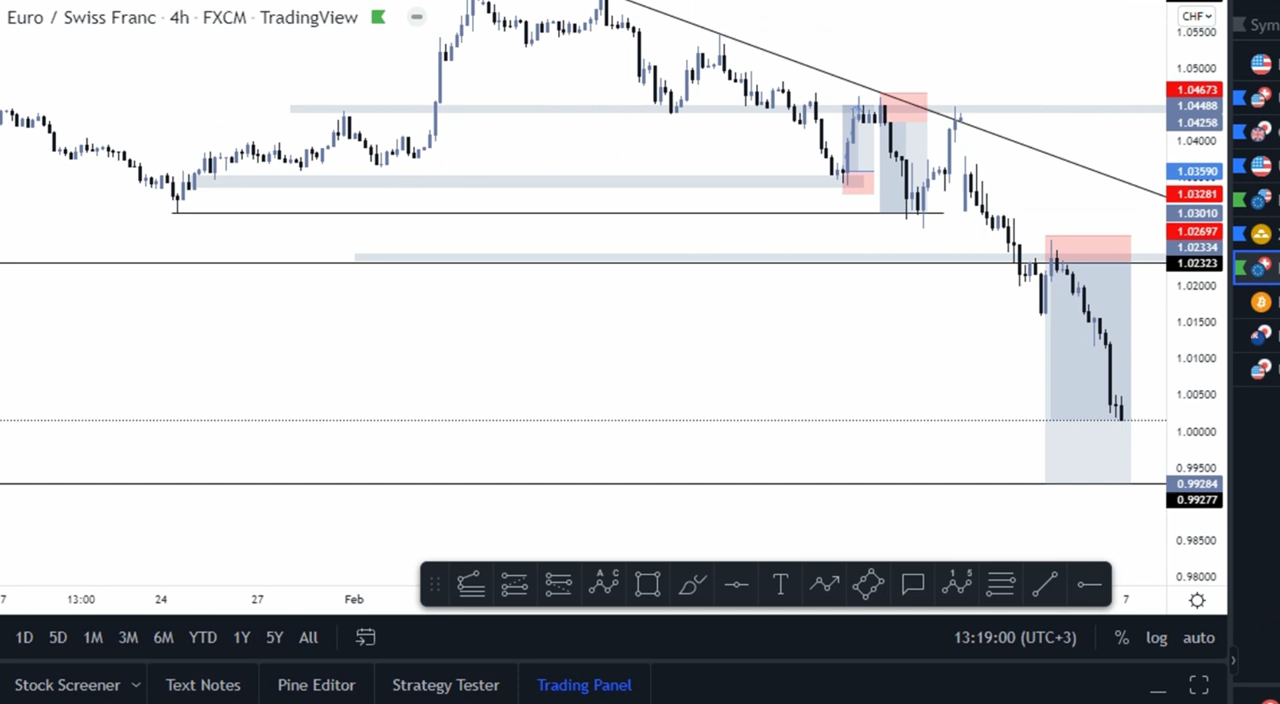 Euro / Swiss Franc · 4h · FXCM · TradingView
CHF
Sym
1.05500
1.05000
1.04673
1.04488
1.04258
1.04000
1.03590
1.03281
1.03010
1.02697
1.02334
1.02323
1.02000
1.01500
1.01000
1.00500
1.00000
0.99500
0.99284
0.99277
0.98500
0.98000
A C
T
1 5
7 13:00 24 27 Feb 7
1D 5D 1M 3M 6M YTD 1Y 5Y All 13:19:00 (UTC+3) % log auto
Stock Screener Text Notes Pine Editor Strategy Tester Trading Panel